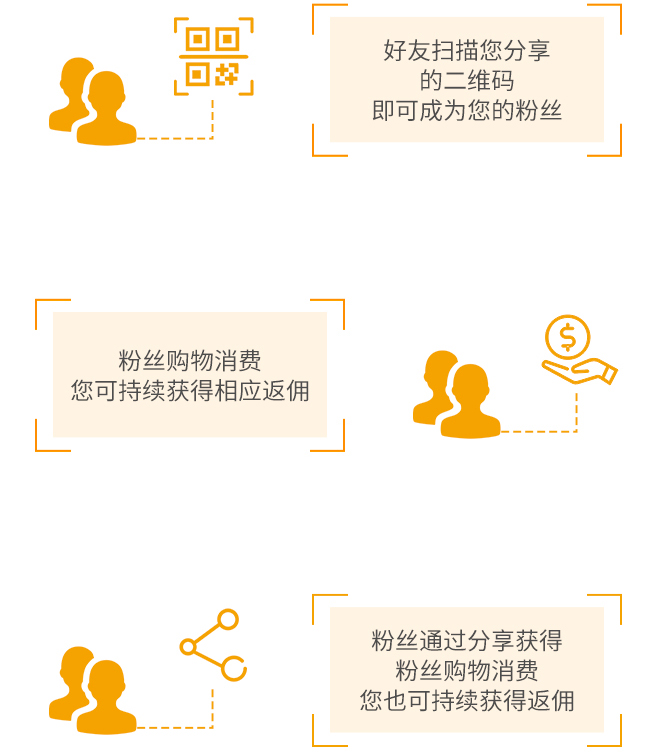 好友扫描您分享
的二维码
即可成为您的粉丝
粉丝购物消费
您可持续获得相应返佣
粉丝通过分享获得
粉丝购物消费
您也可持续获得返佣